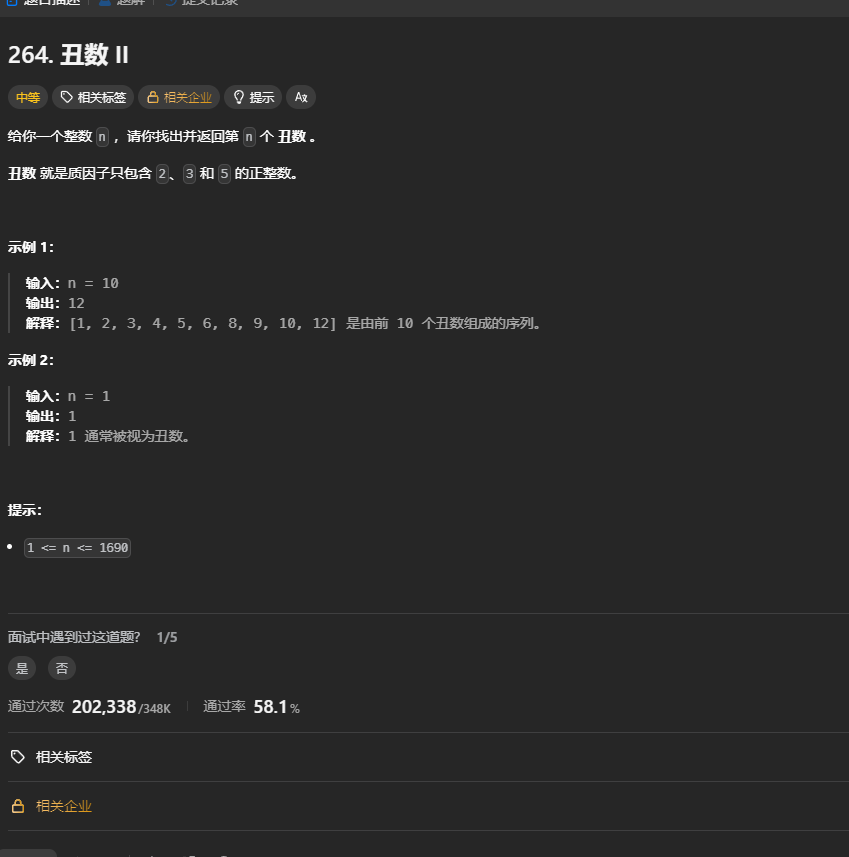 题目描述 题解 提交记录
264. 丑数 II
中等 相关标签 相关企业 提示
给你一个整数 n ，请你找出并返回第 n 个 丑数 。
丑数 就是质因子只包含 2、3 和 5 的正整数。
示例 1：
输入：n = 10
输出：12
解释：[1, 2, 3, 4, 5, 6, 8, 9, 10, 12] 是由前 10 个丑数组成的序列。
示例 2：
输入：n = 1
输出：1
解释：1 通常被视为丑数。
提示：
1 <= n <= 1690
面试中遇到过这道题? 1/5
是 否
通过次数 202,338/348K 通过率 58.1%
相关标签
相关企业